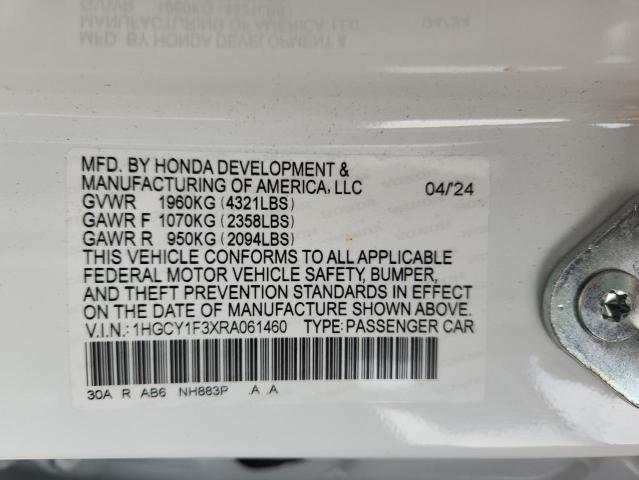 MFD. BY HONDA DEVELOPMENT &
MANUFACTURING OF AMERICA, LLC 04/24
GVWR 1960KG (4321LBS)
GAWR F 1070KG (2358LBS)
GAWR R 950KG (2094LBS)
THIS VEHICLE CONFORMS TO ALL APPLICABLE
FEDERAL MOTOR VEHICLE SAFETY, BUMPER,
AND THEFT PREVENTION STANDARDS IN EFFECT
ON THE DATE OF MANUFACTURE SHOWN ABOVE.
V.I.N.: 1HGCY1F3XRA061460 TYPE: PASSENGER CAR
30A R AB6 NH883P .A .A